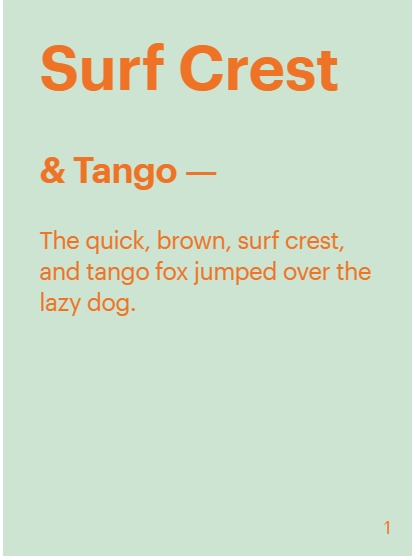 Surf Crest
& Tango —
The quick, brown, surf crest,
and tango fox jumped over the
lazy dog.
1